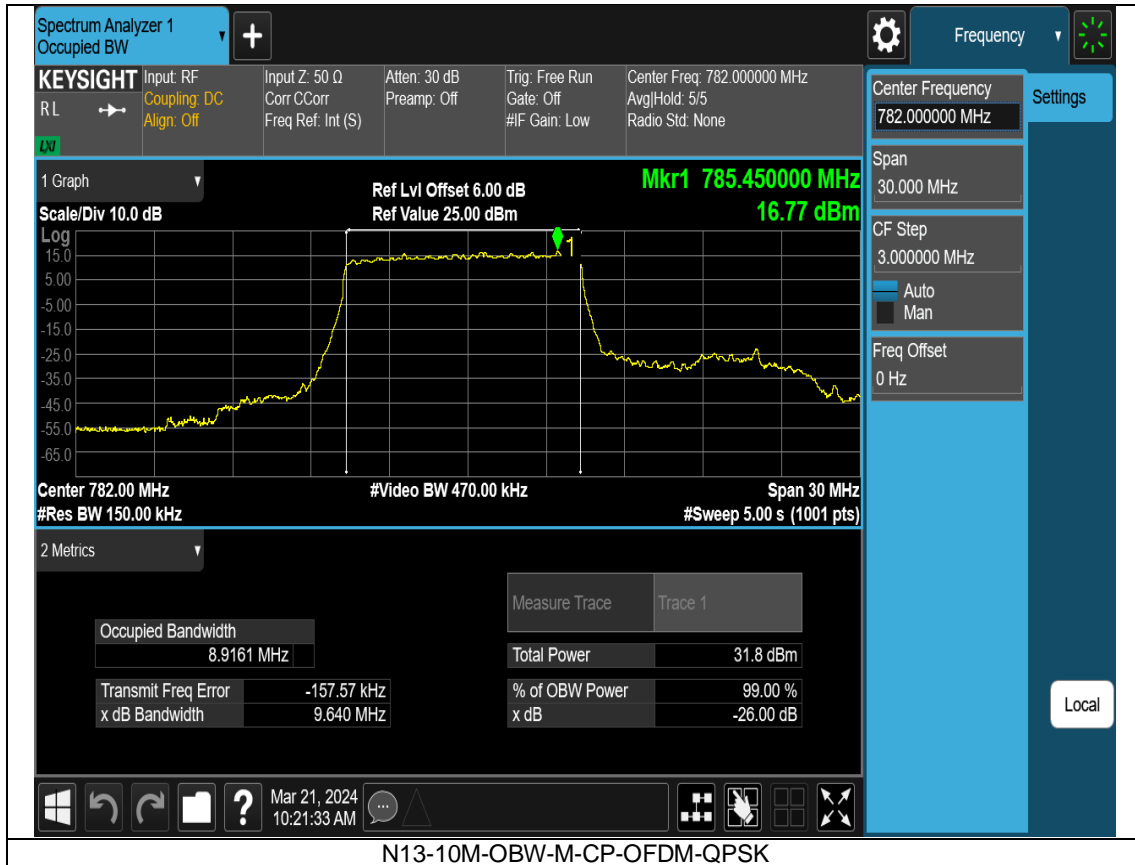 Spectrum Analyzer 1
Occupied BW
+
Frequency
KEYSIGHT
R L
LXI
Input: RF
Coupling: DC
Align: Off
Input Z: 50 Ω
Corr CCorr
Freq Ref: Int (S)
Atten: 30 dB
Preamp: Off
Trig: Free Run
Gate: Off
#IF Gain: Low
Center Freq: 782.000000 MHz
Avg|Hold: 5/5
Radio Std: None
Center Frequency
782.000000 MHz
Settings
Span
30.000 MHz
CF Step
3.000000 MHz
Auto
Man
Freq Offset
0 Hz
Local
1 Graph
Scale/Div 10.0 dB
Ref Lvl Offset 6.00 dB
Ref Value 25.00 dBm
Mkr1 785.450000 MHz
16.77 dBm
Log
15.0
5.00
-5.00
-15.0
-25.0
-35.0
-45.0
-55.0
-65.0
1
Center 782.00 MHz
#Video BW 470.00 kHz
Span 30 MHz
#Res BW 150.00 kHz
#Sweep 5.00 s (1001 pts)
2 Metrics
Measure Trace Trace 1
Occupied Bandwidth
8.9161 MHz
Total Power 31.8 dBm
Transmit Freq Error -157.57 kHz
% of OBW Power 99.00 %
x dB Bandwidth 9.640 MHz
x dB -26.00 dB
?
Mar 21, 2024
10:21:33 AM
N13-10M-OBW-M-CP-OFDM-QPSK